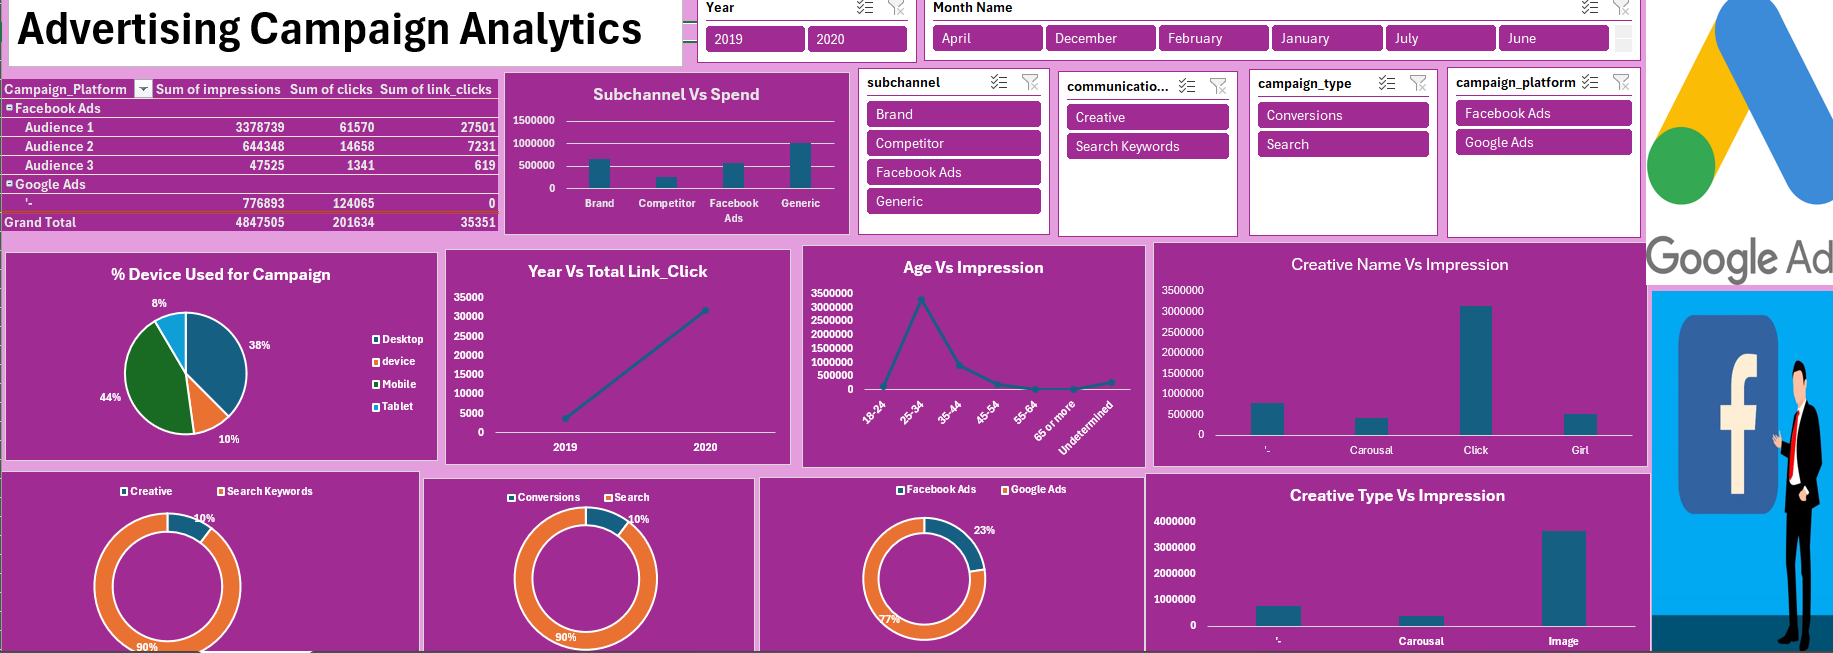 Advertising Campaign Analytics
Year
2019 2020
Month Name
April December February January July June
Campaign_Platform Sum of impressions Sum of clicks Sum of link_clicks
Facebook Ads
Audience 1 3378739 61570 27501
Audience 2 644348 14658 7231
Audience 3 47525 1341 619
Google Ads
'- 776893 124065 0
Grand Total 4847505 201634 35351
Subchannel Vs Spend
1500000
1000000
500000
0
Brand Competitor Facebook Ads Generic
subchannel
Brand
Competitor
Facebook Ads
Generic
communicatio...
Creative
Search Keywords
campaign_type
Conversions
Search
campaign_platform
Facebook Ads
Google Ads
Google Ad
% Device Used for Campaign
8%
38%
44%
10%
Desktop
device
Mobile
Tablet
Year Vs Total Link_Click
35000
30000
25000
20000
15000
10000
5000
0
2019 2020
Age Vs Impression
3500000
3000000
2500000
2000000
1500000
1000000
500000
0
18-24 25-34 35-44 45-54 55-64 65 or more Undetermined
Creative Name Vs Impression
3500000
3000000
2500000
2000000
1500000
1000000
500000
0
'- Carousal Click Girl
f
Creative Search Keywords
10%
90%
Conversions Search
10%
90%
Facebook Ads Google Ads
23%
77%
Creative Type Vs Impression
4000000
3000000
2000000
1000000
0
'- Carousal Image